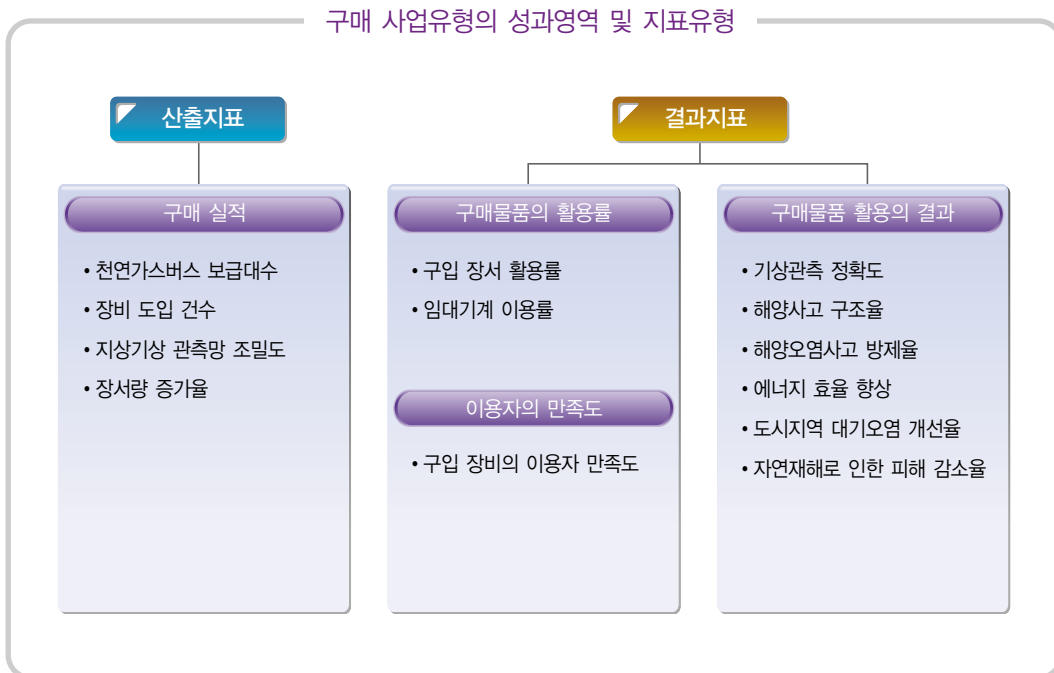 구매 사업유형의 성과영역 및 지표유형
산출지표
구매 실적
• 천연가스버스 보급대수
• 장비 도입 건수
• 지상기상 관측망 조밀도
• 장서량 증가율
결과지표
구매물품의 활용률
• 구입 장서 활용률
• 임대기계 이용률
이용자의 만족도
• 구입 장비의 이용자 만족도
구매물품 활용의 결과
• 기상관측 정확도
• 해양사고 구조율
• 해양오염사고 방제율
• 에너지 효율 향상
• 도시지역 대기오염 개선율
• 자연재해로 인한 피해 감소율